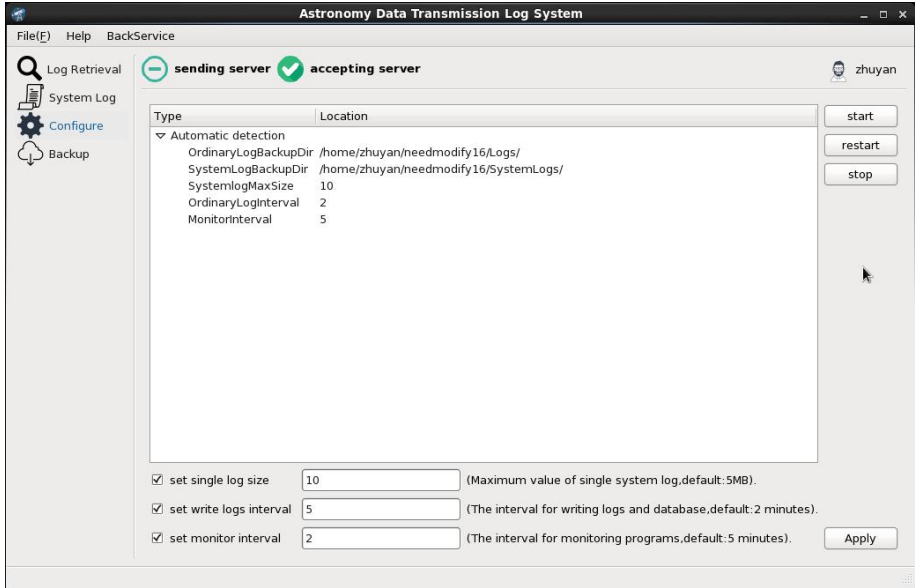 Astronomy Data Transmission Log System
File(F) Help BackService
Log Retrieval
System Log
Configure
Backup
sending server accepting server
zhuyan
Type Location
Automatic detection
OrdinaryLogBackupDir /home/zhuyan/needmodify16/Logs/
SystemLogBackupDir /home/zhuyan/needmodify16/SystemLogs/
SystemlogMaxSize 10
OrdinaryLogInterval 2
MonitorInterval 5
start
restart
stop
set single log size 10 (Maximum value of single system log,default:5MB).
set write logs interval 5 (The interval for writing logs and database,default:2 minutes).
set monitor interval 2 (The interval for monitoring programs,default:5 minutes).
Apply